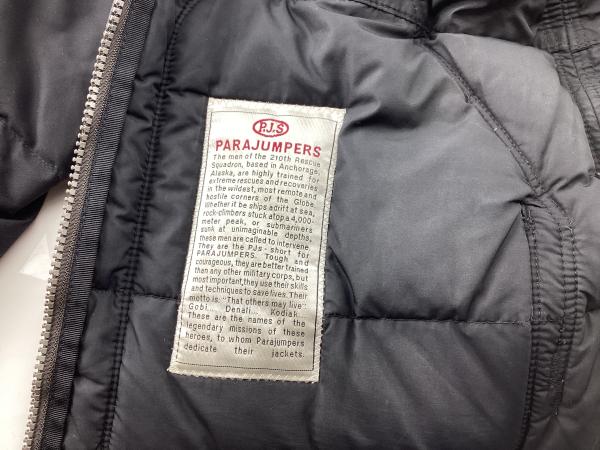 P.J.S
PARAJUMPERS
The men of the 210th Rescue
Squadron, based in Anchorage,
Alaska, are highly trained for
extreme rescues and recoveries
in the wildest, most remote and
hostile corners of the Globe.
Whether it be ships adrift at sea,
rock-climbers stuck atop a 4,000-
meter peak, or submariners
sunk at unimaginable depths,
these men are called to intervene.
They are the PJs - short for
PARAJUMPERS. Tough and
courageous, they are better trained
than any other military corps, but
most important, they use their skills
and techniques to save lives. Their
motto is: "That others may live"
Gobi... Denali... Kodiak...
These are the names of the
legendary missions of these
heroes, to whom Parajumpers
dedicate their jackets.